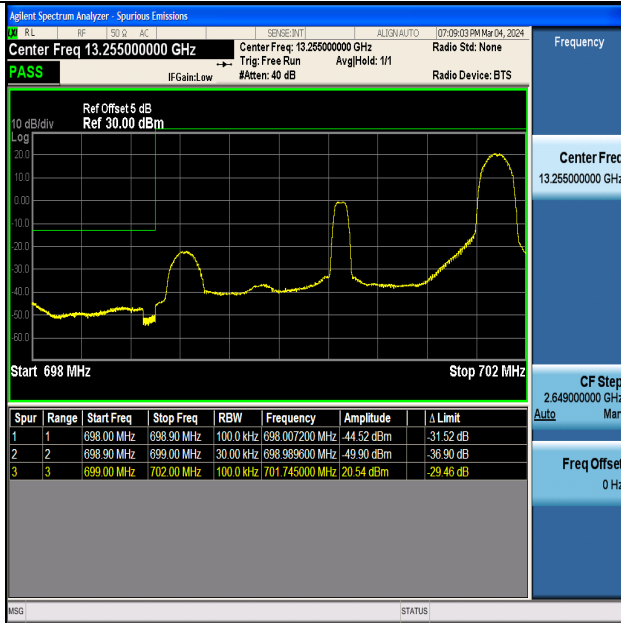 Agilent Spectrum Analyzer - Spurious Emissions
RL RF 50 Ω AC SENSE:INT ALIGNAUTO 07:09:03 PM Mar 04, 2024
Center Freq 13.255000000 GHz
Center Freq: 13.255000000 GHz
Radio Std: None
Trig: Free Run Avg|Hold: 1/1
PASS
IFGain:Low
#Atten: 40 dB
Radio Device: BTS
Ref Offset 5 dB
10 dB/div Ref 30.00 dBm
Log
20.0
10.0
0.00
-10.0
-20.0
-30.0
-40.0
-50.0
-60.0
Start 698 MHz Stop 702 MHz
Spur Range Start Freq Stop Freq RBW Frequency Amplitude Δ Limit
1 1 698.00 MHz 698.90 MHz 100.0 kHz 698.007200 MHz -44.52 dBm -31.52 dB
2 2 698.90 MHz 699.00 MHz 30.00 kHz 698.989600 MHz -49.90 dBm -36.90 dB
3 3 699.00 MHz 702.00 MHz 100.0 kHz 701.745000 MHz 20.54 dBm -29.46 dB
Frequency
Center Freq
13.255000000 GHz
CF Step
2.649000000 GHz
Auto Man
Freq Offset
0 Hz
MSG STATUS